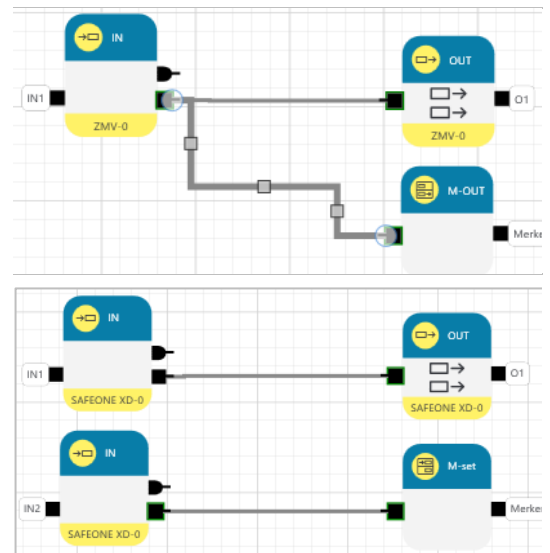 IN
OUT
IN1
O1
ZMV-0
ZMV-0
M-OUT
Merke
IN
OUT
IN1
O1
SAFEONE XD-0
SAFEONE XD-0
IN
M-set
IN2
Merke
SAFEONE XD-0